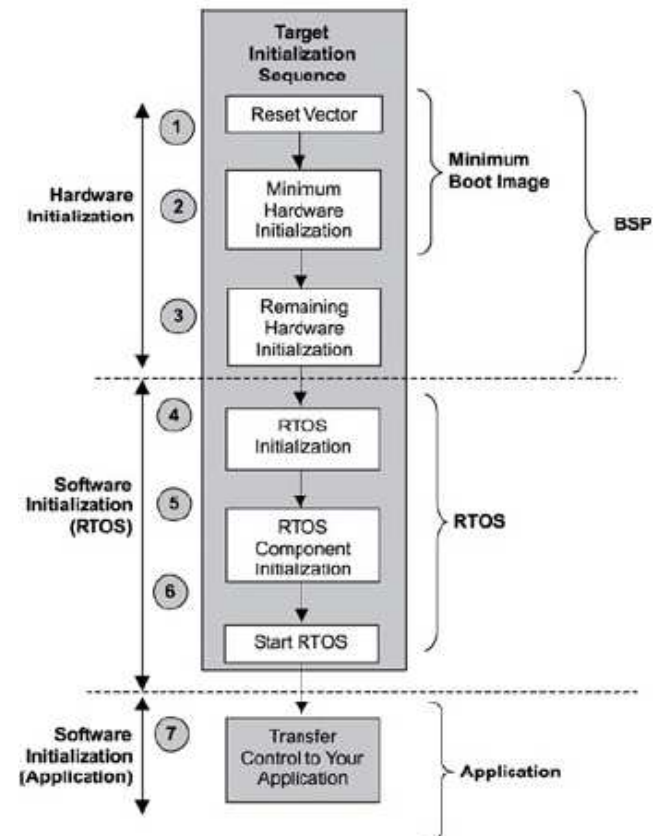 Target
Initialization
Sequence
1
Reset Vector
Minimum
Boot Image
Hardware
Initialization
2
Minimum
Hardware
Initialization
BSP
3
Remaining
Hardware
Initialization
4
RTOS
Initialization
Software
Initialization
(RTOS)
5
RTOS
Component
Initialization
RTOS
6
Start RTOS
Software
Initialization
(Application)
7
Transfer
Control to Your
Application
Application